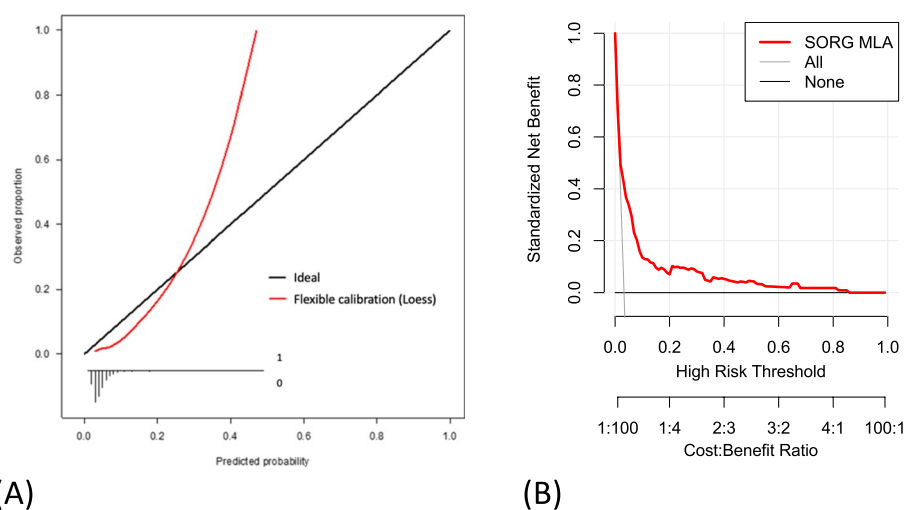 1.0
0.8
0.6
0.4
0.2
0.0
Observed proportion
Ideal
Flexible calibration (Loess)
1
0
0.0 0.2 0.4 0.6 0.8 1.0
Predicted probability
(A)
SORG MLA
All
None
1.0
0.8
0.6
0.4
0.2
0.0
Standardized Net Benefit
0.0 0.2 0.4 0.6 0.8 1.0
High Risk Threshold
1:100 1:4 2:3 3:2 4:1 100:1
Cost:Benefit Ratio
(B)